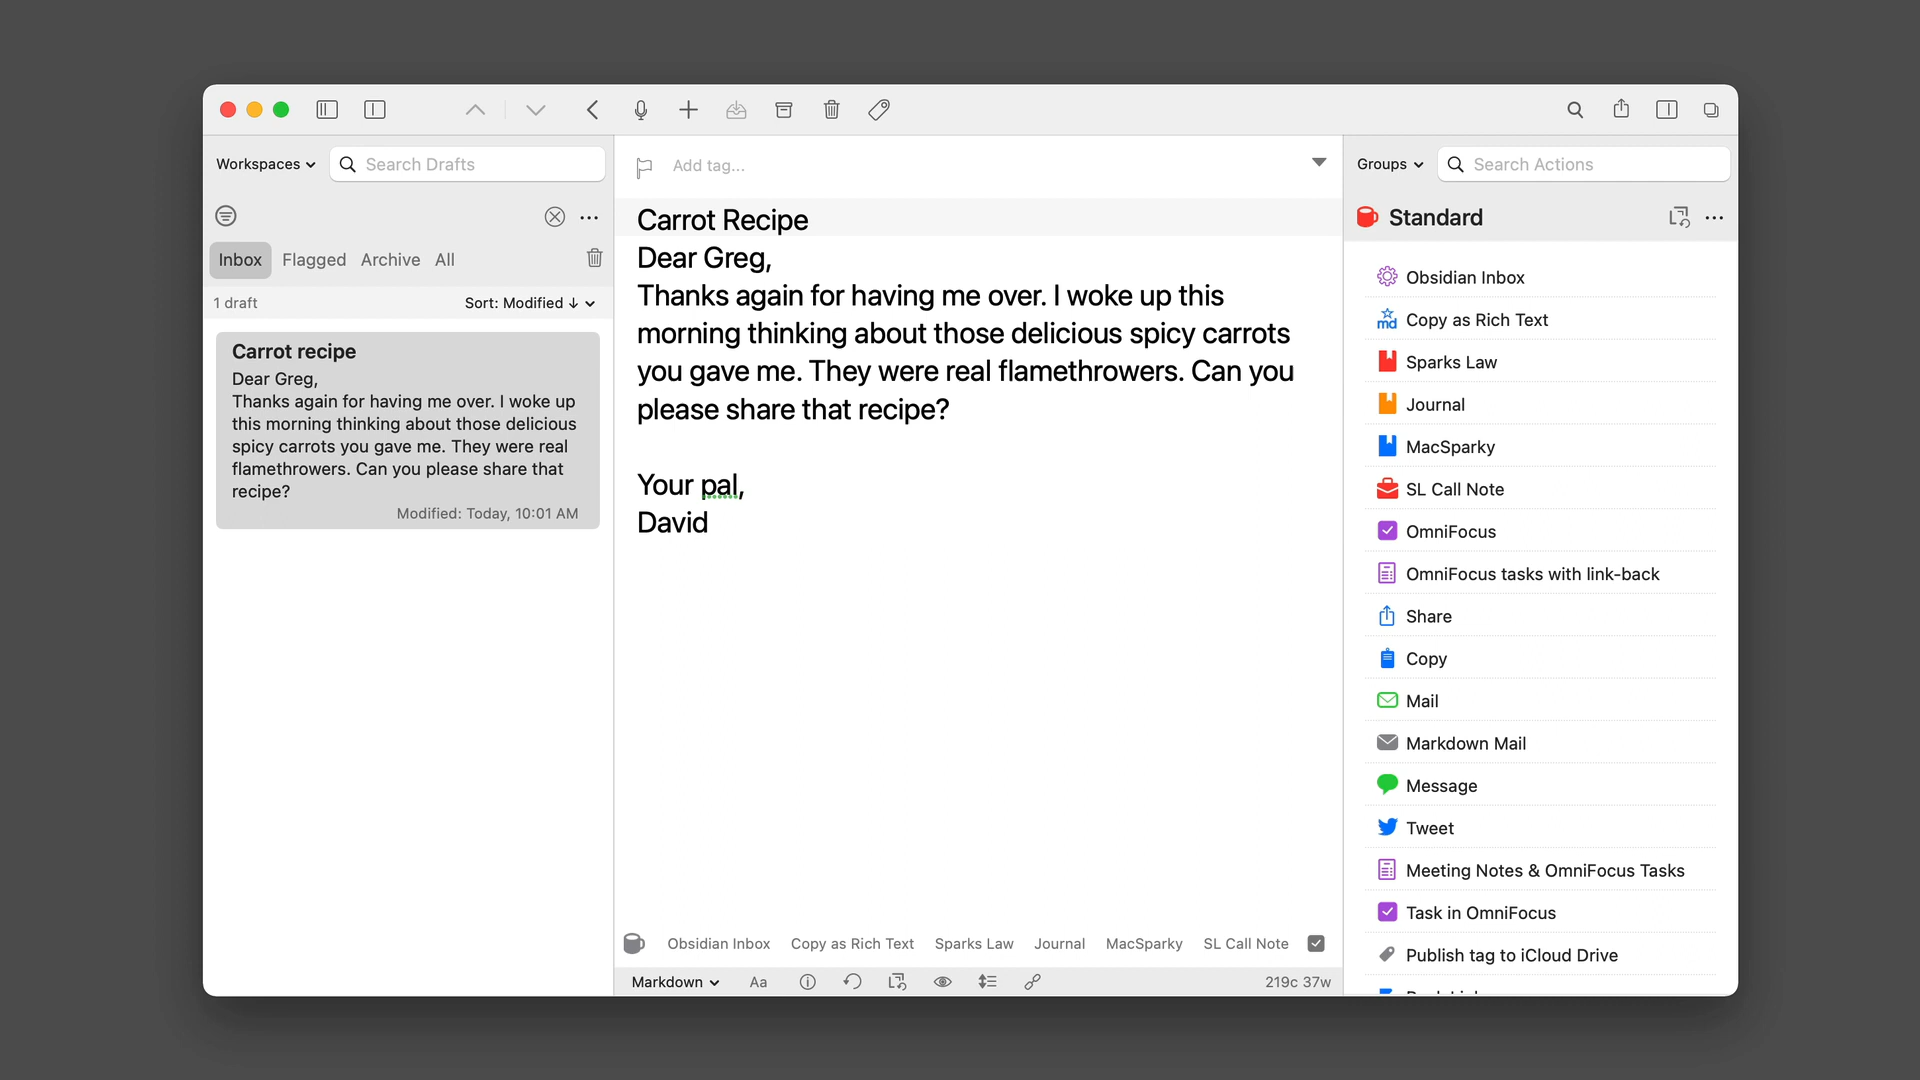 Workspaces
Search Drafts
Inbox Flagged Archive All
1 draft
Sort: Modified ↓
Carrot recipe
Dear Greg,
Thanks again for having me over. I woke up
this morning thinking about those delicious
spicy carrots you gave me. They were real
flamethrowers. Can you please share that
recipe?
Modified: Today, 10:01 AM
Add tag...
Carrot Recipe
Dear Greg,
Thanks again for having me over. I woke up this
morning thinking about those delicious spicy carrots
you gave me. They were real flamethrowers. Can you
please share that recipe?
Your pal,
David
Obsidian Inbox Copy as Rich Text Sparks Law Journal MacSparky SL Call Note
Markdown Aa 219c 37w
Groups
Search Actions
Standard
Obsidian Inbox
md Copy as Rich Text
Sparks Law
Journal
MacSparky
SL Call Note
OmniFocus
OmniFocus tasks with link-back
Share
Copy
Mail
Markdown Mail
Message
Tweet
Meeting Notes & OmniFocus Tasks
Task in OmniFocus
Publish tag to iCloud Drive